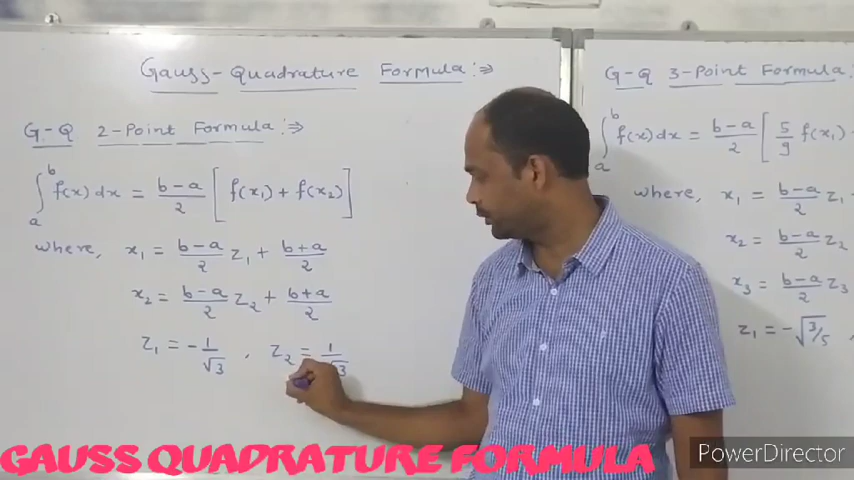 Gauss-Quadrature Formula :⇒
G-Q 2-Point Formula :⇒
∫ₐᵇ f(x) dx = (b-a)/2 [f(x₁) + f(x₂)]
where, x₁ = (b-a)/2 z₁ + (b+a)/2
x₂ = (b-a)/2 z₂ + (b+a)/2
z₁ = -1/√3 , z₂ = 1/√3
G-Q 3-Point Formula :⇒
∫ₐᵇ f(x) dx = (b-a)/2 [5/9 f(x₁) +
where, x₁ = (b-a)/2 z₁ +
x₂ = (b-a)/2 z₂
x₃ = (b-a)/2 z₃
z₁ = -√(3/5) ,
GAUSS QUADRATURE FORMULA
PowerDirector